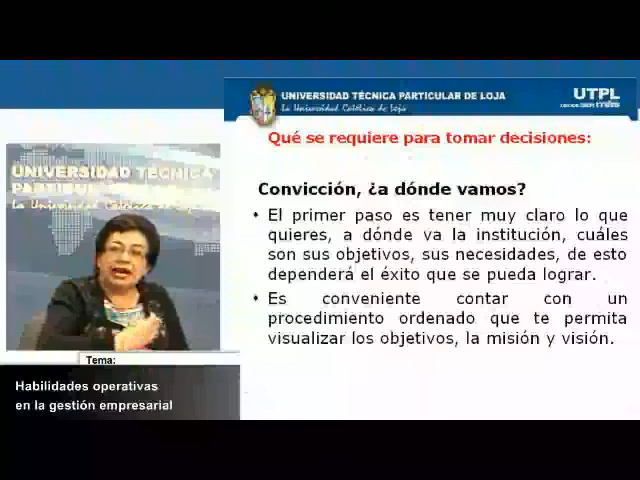 UNIVERSIDAD TÉCNICA PARTICULAR DE LOJA
La Universidad Católica de Loja
UTPL
Qué se requiere para tomar decisiones:
Convicción, ¿a dónde vamos?
• El primer paso es tener muy claro lo que
quieres, a dónde va la institución, cuáles
son sus objetivos, sus necesidades, de esto
dependerá el éxito que se pueda lograr.
• Es conveniente contar con un
procedimiento ordenado que te permita
visualizar los objetivos, la misión y visión.
UNIVERSIDAD TÉCNICA
La Universidad
Tema:
Habilidades operativas
en la gestión empresarial